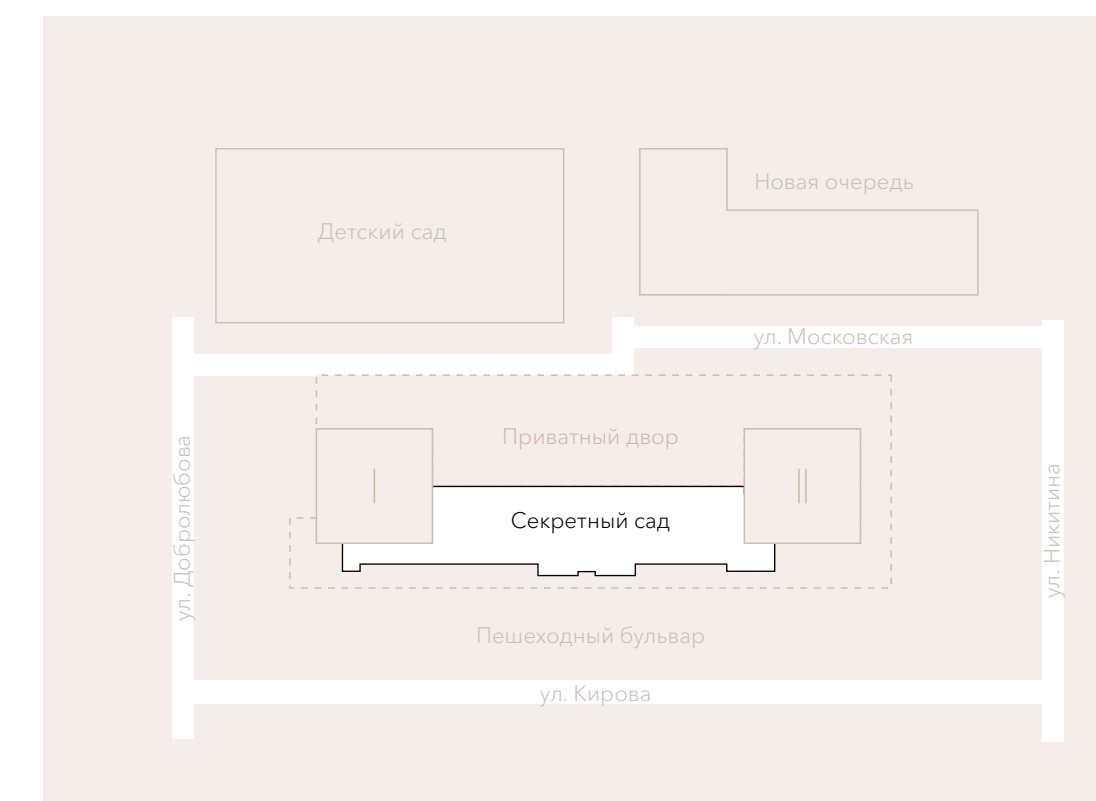 Новая очередь
Детский сад
ул. Московская
Приватный двор
I
II
Секретный сад
ул. Добролюбова
ул. Никитина
Пешеходный бульвар
ул. Кирова